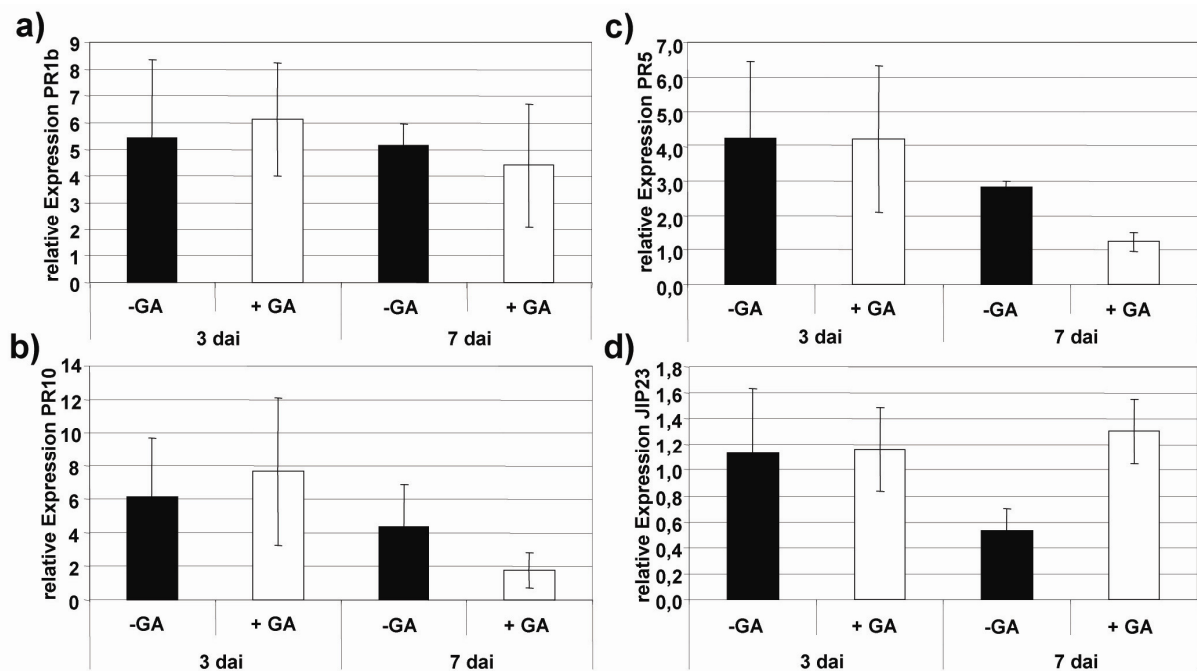 a)
relative Expression PR1b
9
8
7
6
5
4
3
2
1
0
-GA + GA -GA + GA
3 dai 7 dai
c)
relative Expression PR5
7,0
6,0
5,0
4,0
3,0
2,0
1,0
0,0
-GA + GA -GA + GA
3 dai 7 dai
b)
relative Expression PR10
14
12
10
8
6
4
2
0
-GA + GA -GA + GA
3 dai 7 dai
d)
relative Expression JIP23
1,8
1,6
1,4
1,2
1,0
0,8
0,6
0,4
0,2
0,0
-GA + GA -GA + GA
3 dai 7 dai